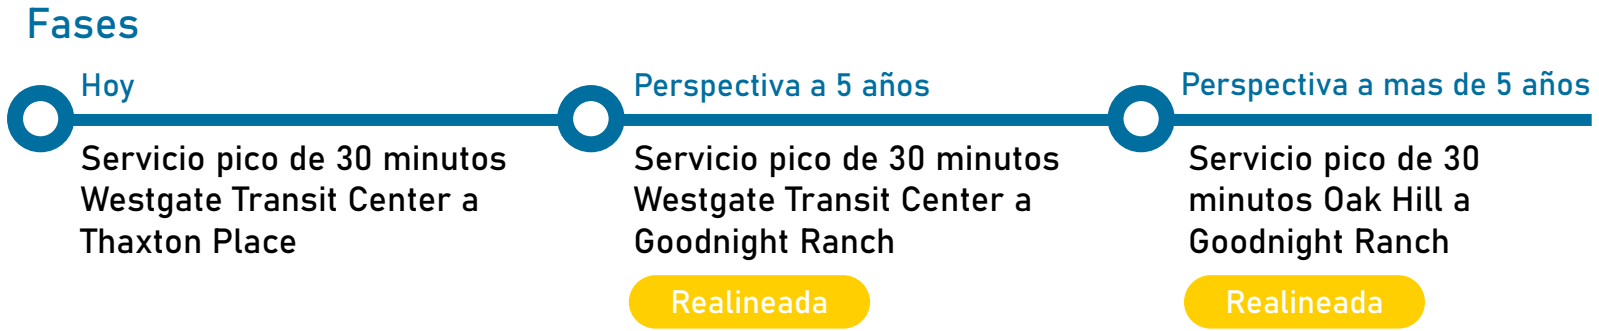 Fases
Hoy
Servicio pico de 30 minutos
Westgate Transit Center a
Thaxton Place
Perspectiva a 5 años
Servicio pico de 30 minutos
Westgate Transit Center a
Goodnight Ranch
Realineada
Perspectiva a mas de 5 años
Servicio pico de 30
minutos Oak Hill a
Goodnight Ranch
Realineada